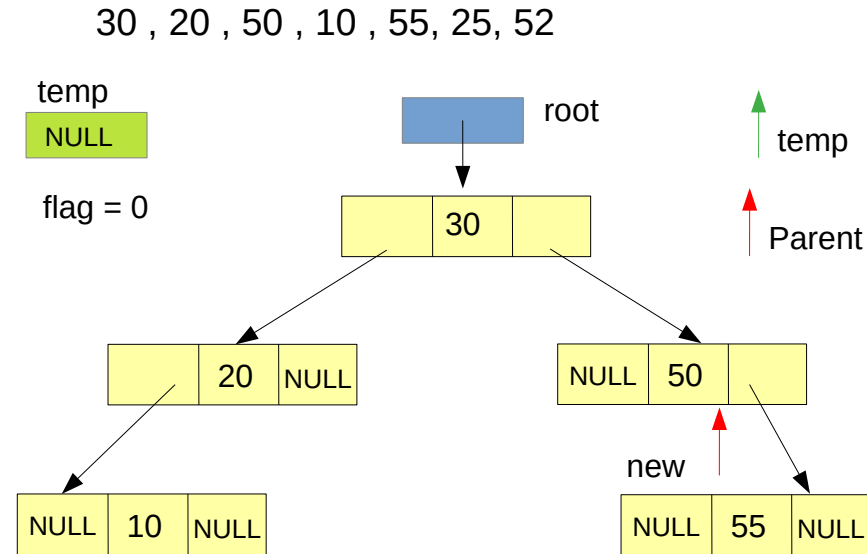 30 , 20 , 50 , 10 , 55, 25, 52
temp
NULL
root
temp
flag = 0
30
Parent
20 NULL
NULL 50
new
NULL 10 NULL
NULL 55 NULL